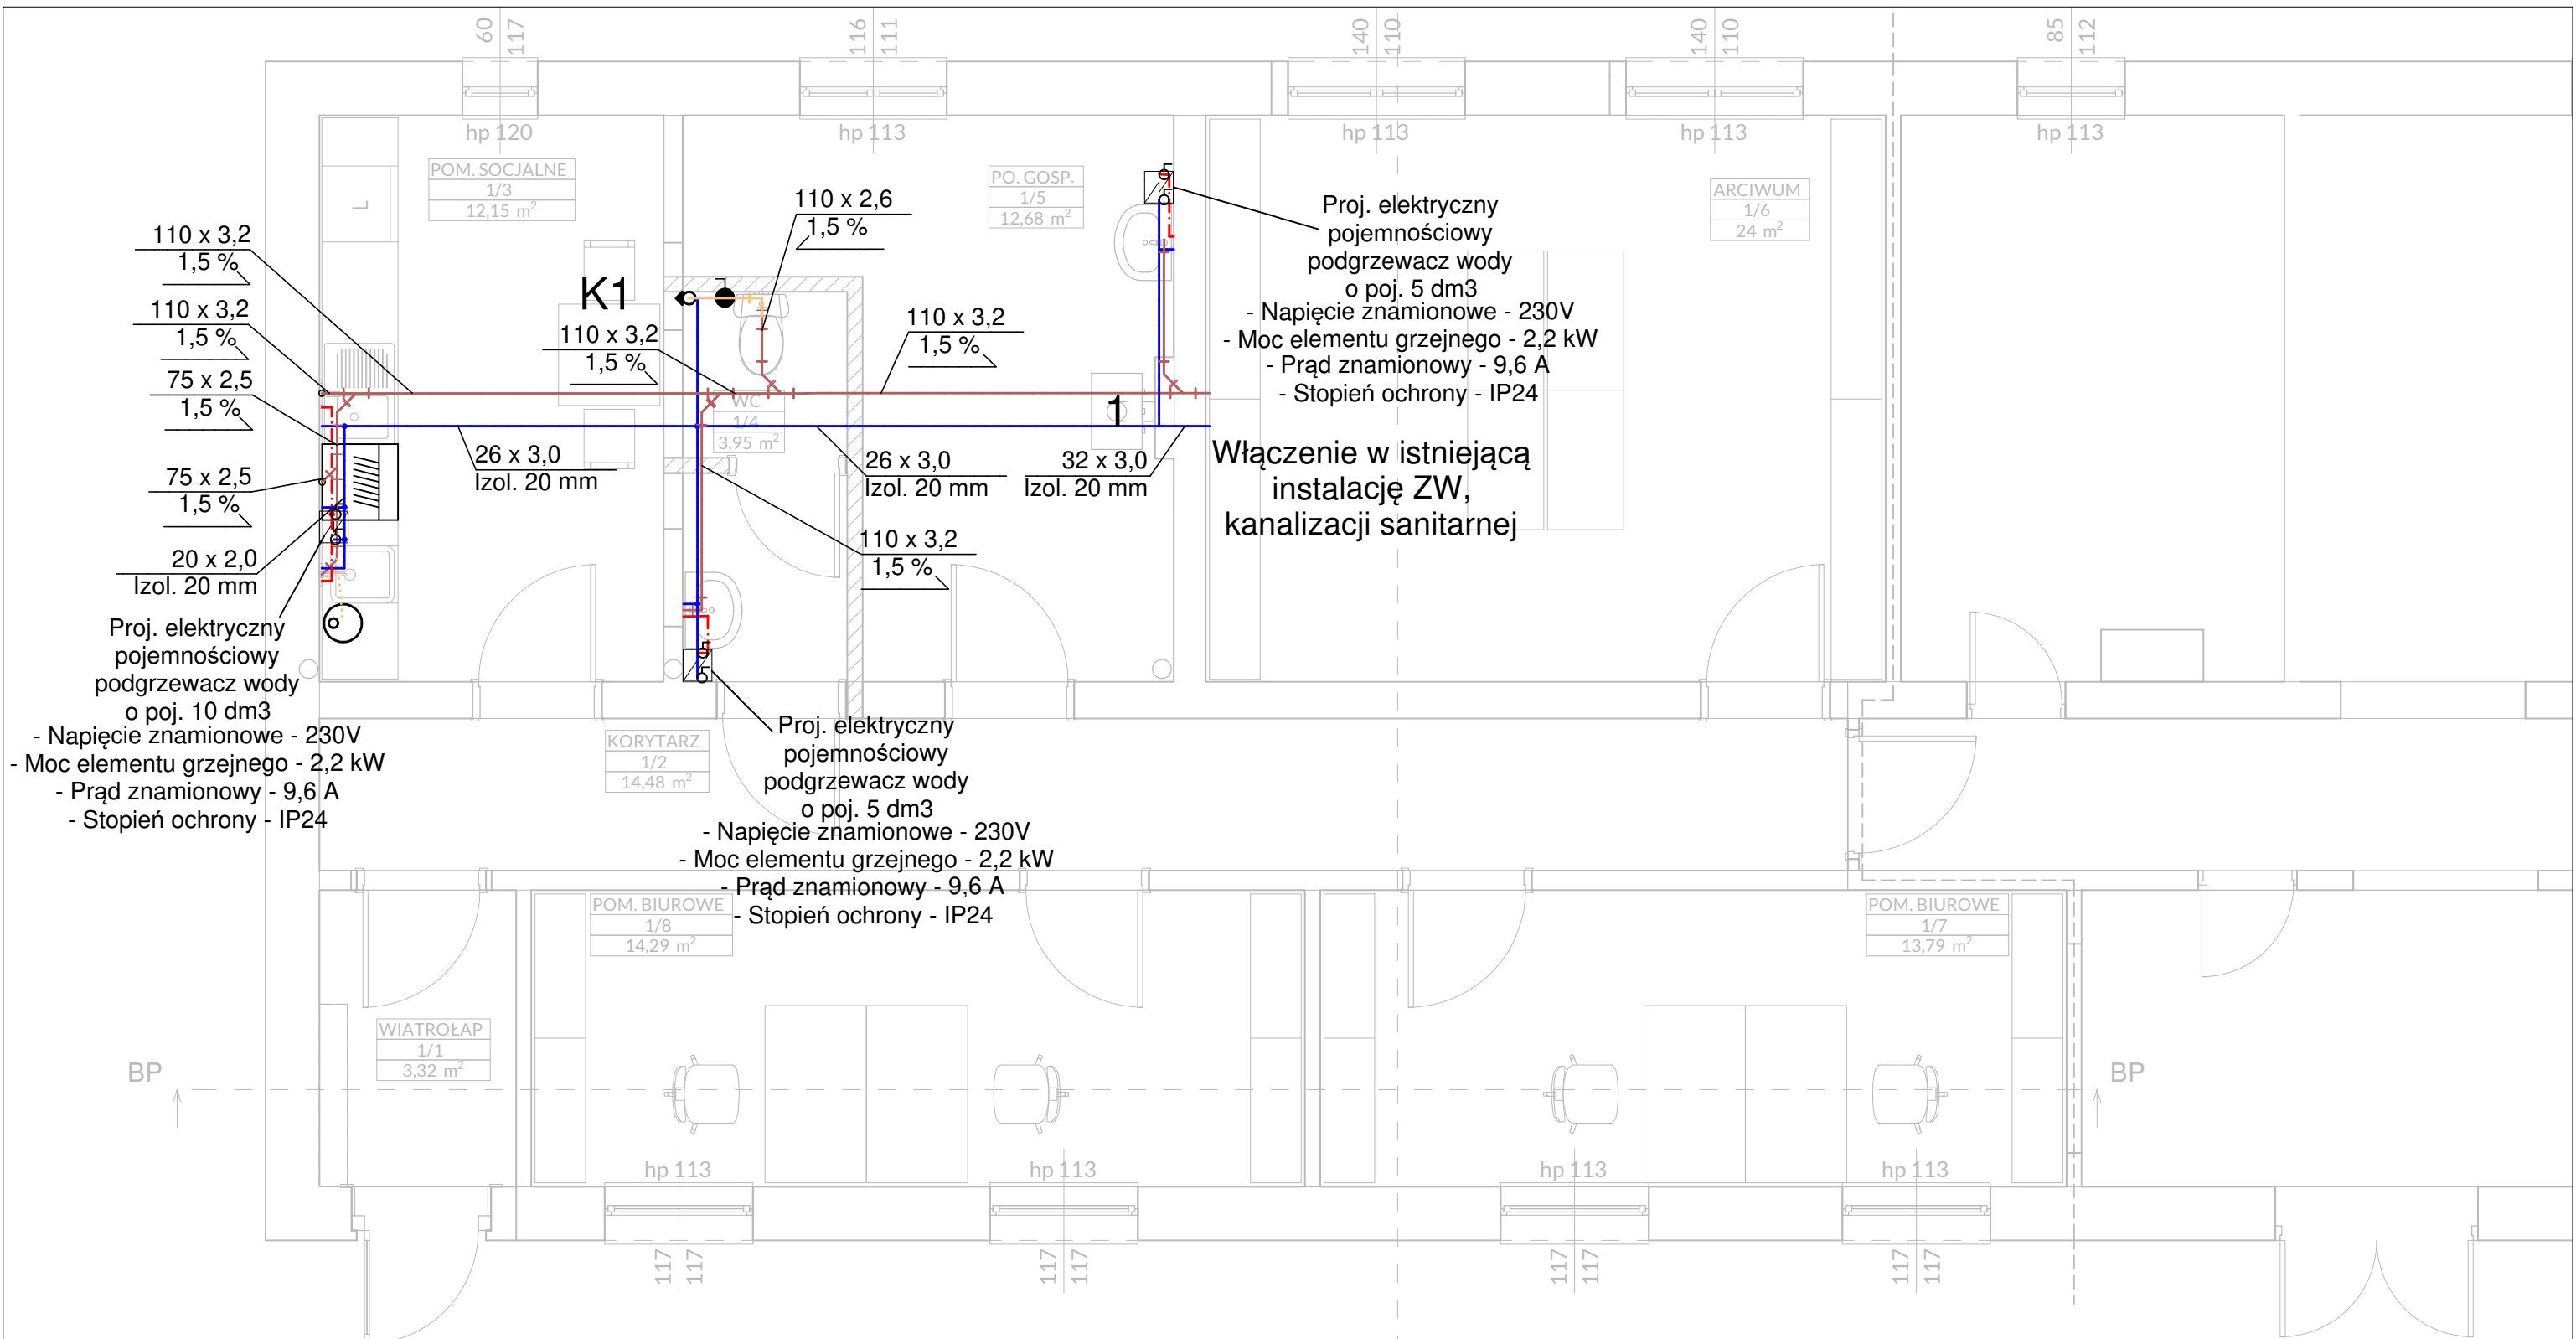 60
117
116
111
140
110
140
110
85
112
hp 120
hp 113
hp 113
hp 113
hp 113
POM. SOCJALNE
1/3
12,15 m²
L
PO. GOSP.
1/5
12,68 m²
ARCIWUM
1/6
24 m²
110 x 3,2
1,5 %
110 x 3,2
1,5 %
75 x 2,5
1,5 %
75 x 2,5
1,5 %
20 x 2,0
Izol. 20 mm
K1
110 x 2,6
1,5 %
110 x 3,2
1,5 %
110 x 3,2
1,5 %
WC
1/4
3,95 m²
1
26 x 3,0
Izol. 20 mm
26 x 3,0
Izol. 20 mm
32 x 3,0
Izol. 20 mm
110 x 3,2
1,5 %
Proj. elektryczny
pojemnościowy
podgrzewacz wody
o poj. 5 dm3
- Napięcie znamionowe - 230V
- Moc elementu grzejnego - 2,2 kW
- Prąd znamionowy - 9,6 A
- Stopień ochrony - IP24
Włączenie w istniejącą
instalację ZW,
kanalizacji sanitarnej
Proj. elektryczny
pojemnościowy
podgrzewacz wody
o poj. 10 dm3
- Napięcie znamionowe - 230V
- Moc elementu grzejnego - 2,2 kW
- Prąd znamionowy - 9,6 A
- Stopień ochrony - IP24
KORYTARZ
1/2
14,48 m²
Proj. elektryczny
pojemnościowy
podgrzewacz wody
o poj. 5 dm3
- Napięcie znamionowe - 230V
- Moc elementu grzejnego - 2,2 kW
- Prąd znamionowy - 9,6 A
- Stopień ochrony - IP24
POM. BIUROWE
1/8
14,29 m²
POM. BIUROWE
1/7
13,79 m²
WIATROŁAP
1/1
3,32 m²
BP
BP
hp 113
hp 113
hp 113
hp 113
117
117
117
117
117
117
117
117